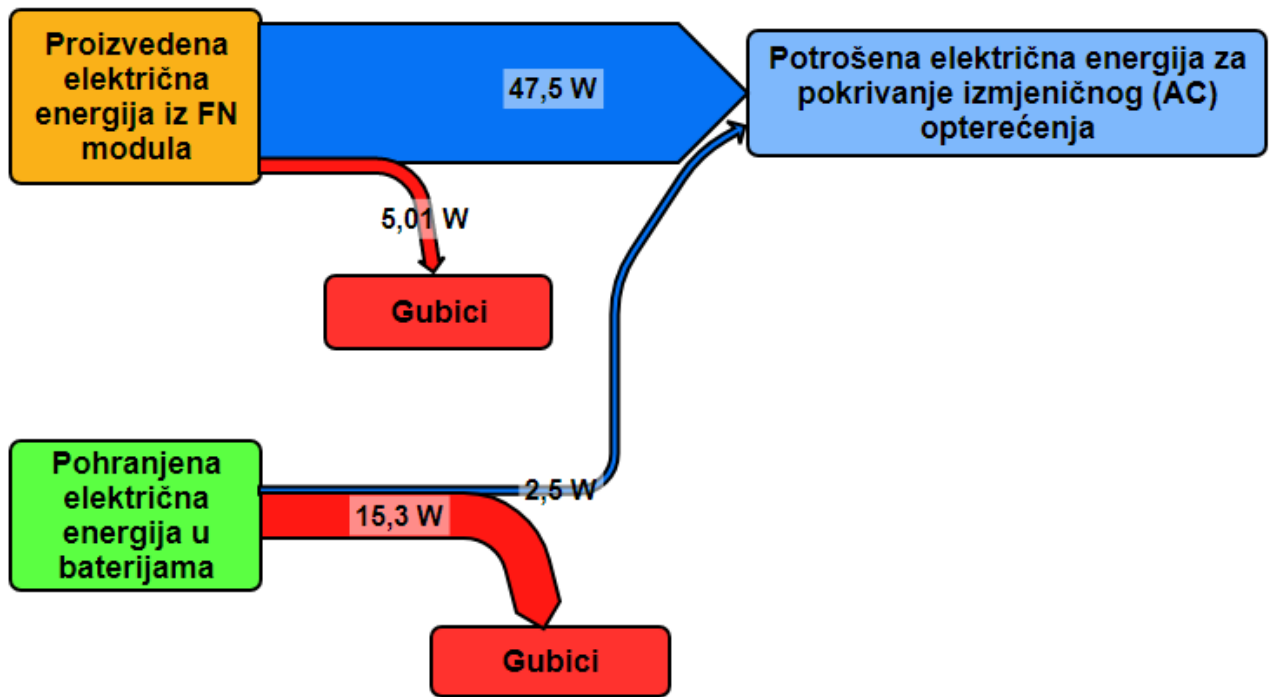 Proizvedena
električna
energija iz FN
modula
47,5 W
Potrošena električna energija za
pokrivanje izmjeničnog (AC)
opterećenja
5,01 W
Gubici
Pohranjena
električna
energija u
baterijama
2,5 W
15,3 W
Gubici